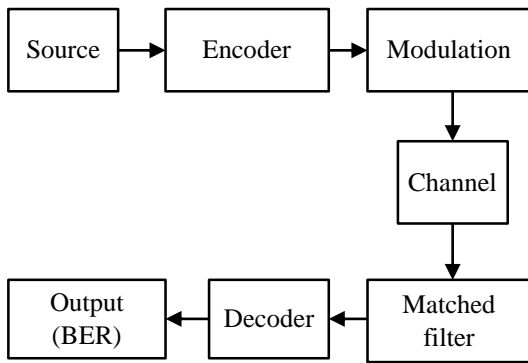 Source
Encoder
Modulation
Channel
Matched
filter
Decoder
Output
(BER)